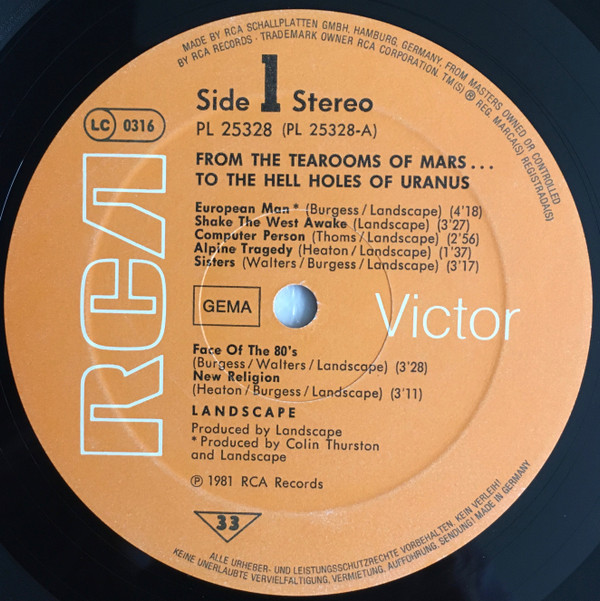 MADE BY RCA SCHALLPLATTEN GMBH, HAMBURG, GERMANY, FROM MASTERS OWNED OR CONTROLLED
BY RCA RECORDS · TRADEMARK OWNER RCA CORPORATION. TM(S) ® REG. MARCA(S) REGISTRADA(S)
Side 1 Stereo
LC 0316
PL 25328 (PL 25328-A)
FROM THE TEAROOMS OF MARS...
TO THE HELL HOLES OF URANUS
European Man* (Burgess/Landscape) (4'18)
Shake The West Awake (Landscape) (3'27)
Computer Person (Thoms/Landscape) (2'56)
Alpine Tragedy (Heaton/Landscape) (1'37)
Sisters (Walters/Burgess/Landscape) (3'17)
RCA
GEMA
Victor
Face Of The 80's
(Burgess/Walters/Landscape) (3'28)
New Religion
(Heaton/Burgess/Landscape) (3'11)
LANDSCAPE
Produced by Landscape
*Produced by Colin Thurston
and Landscape
℗ 1981 RCA Records
33
ALLE URHEBER- UND LEISTUNGSSCHUTZRECHTE VORBEHALTEN. KEIN VERLEIH!
KEINE UNERLAUBTE VERVIELFÄLTIGUNG, VERMIETUNG, AUFFÜHRUNG, SENDUNG! MADE IN GERMANY